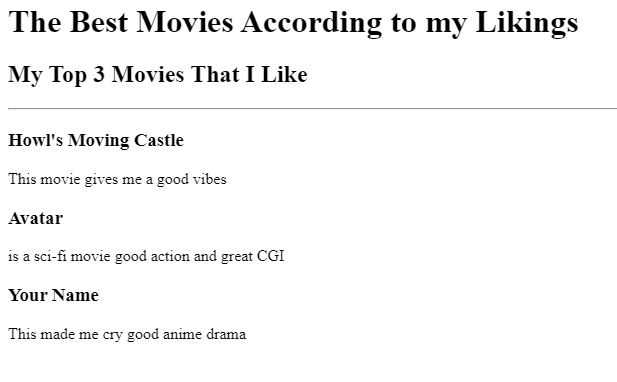 The Best Movies According to my Likings
My Top 3 Movies That I Like
Howl's Moving Castle
This movie gives me a good vibes
Avatar
is a sci-fi movie good action and great CGI
Your Name
This made me cry good anime drama